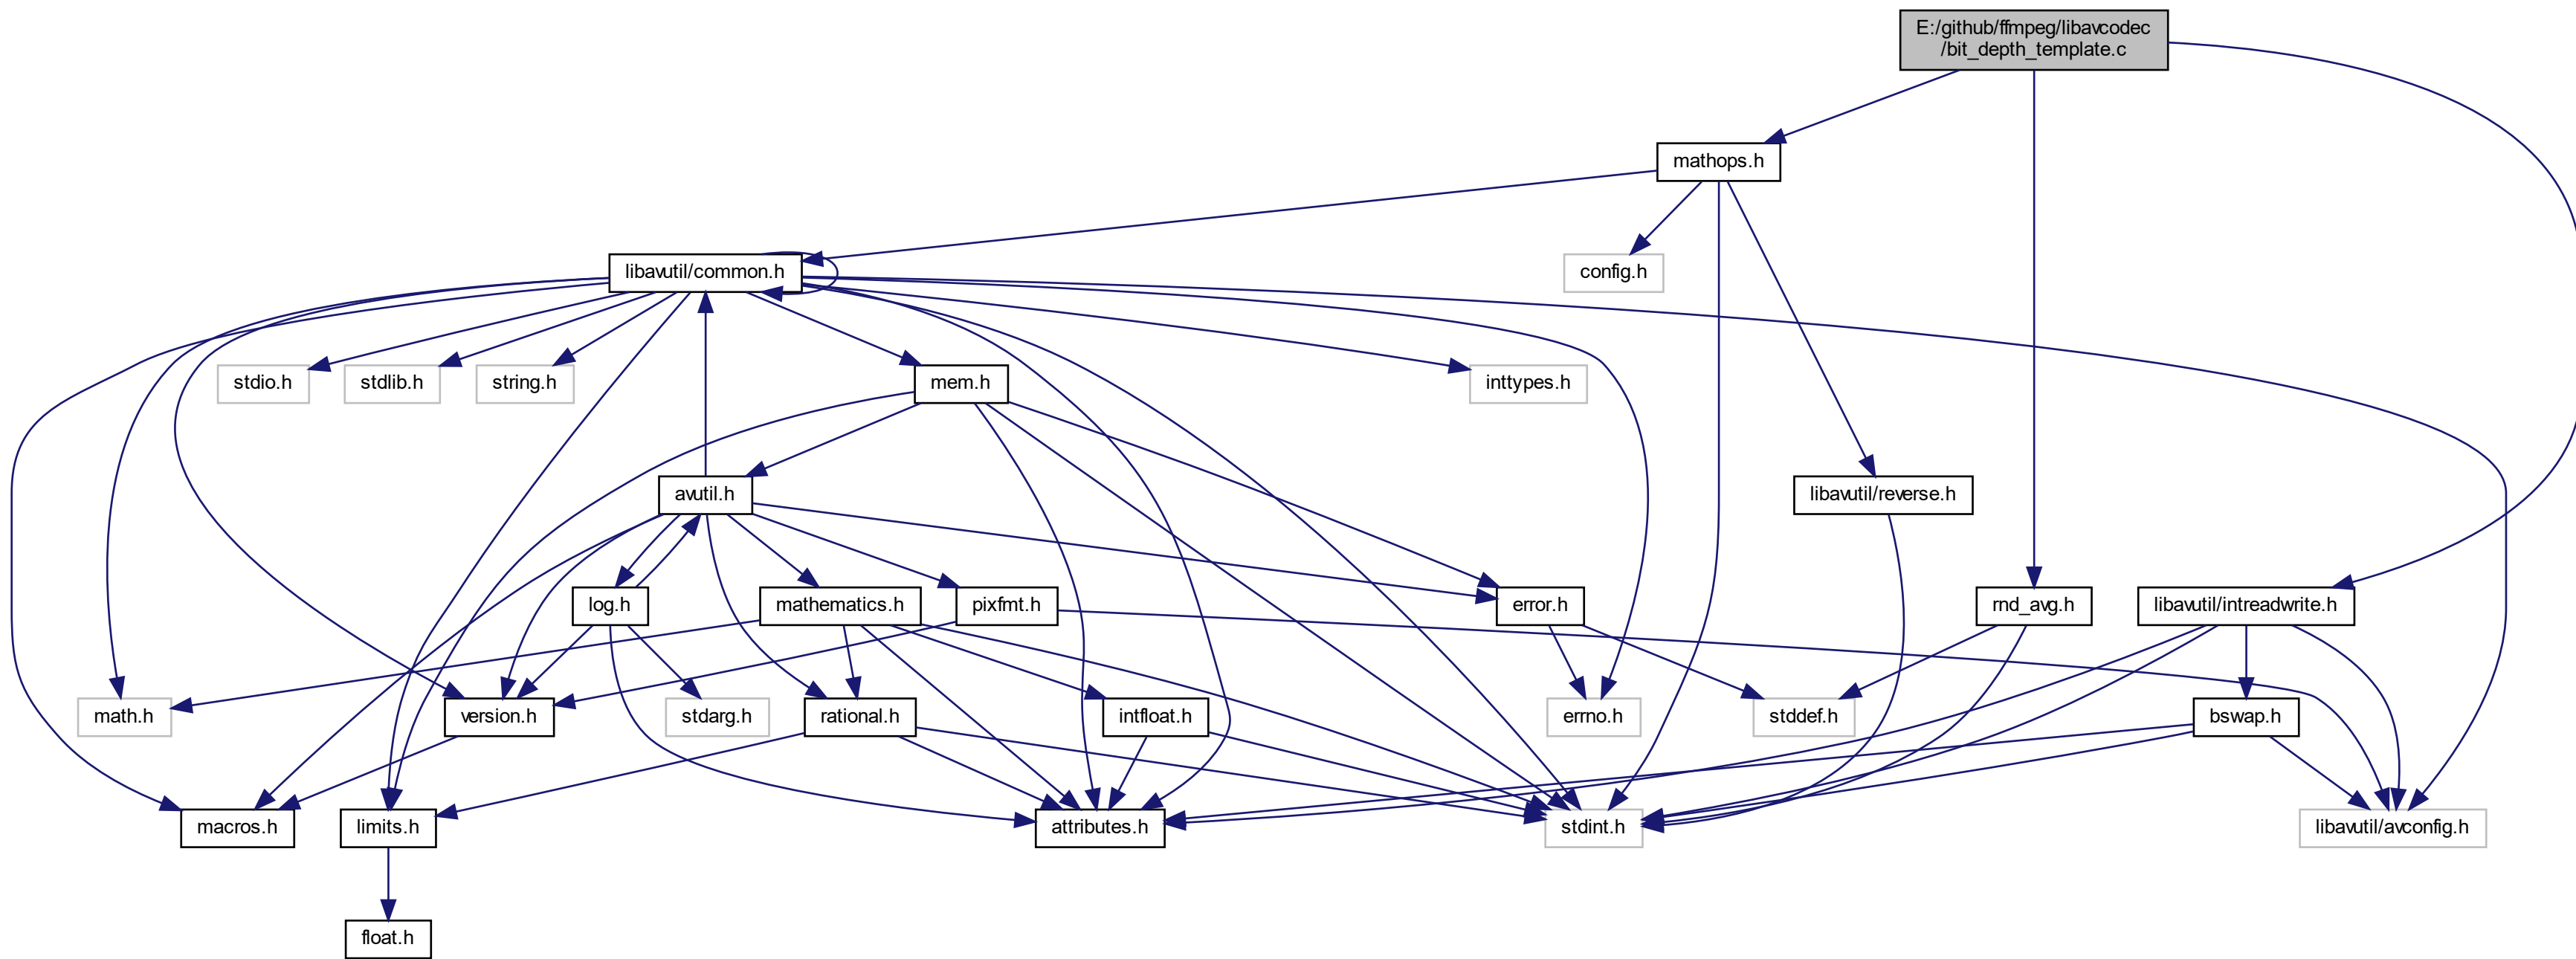 E:/github/ffmpeg/libavcodec
/bit_depth_template.c
mathops.h
libavutil/common.h
config.h
stdio.h
stdlib.h
string.h
mem.h
inttypes.h
avutil.h
libavutil/reverse.h
log.h
mathematics.h
pixfmt.h
error.h
rnd_avg.h
libavutil/intreadwrite.h
math.h
version.h
stdarg.h
rational.h
intfloat.h
errno.h
stddef.h
bswap.h
macros.h
limits.h
attributes.h
stdint.h
libavutil/avconfig.h
float.h